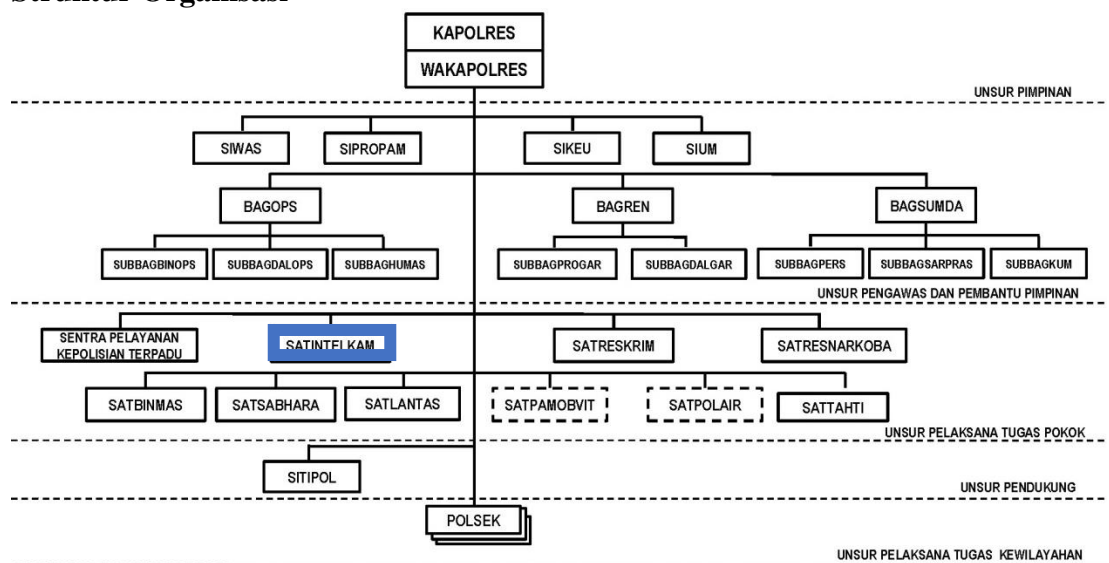 Struktur Organisasi
KAPOLRES
WAKAPOLRES
UNSUR PIMPINAN
SIWAS
SIPROPAM
SIKEU
SIUM
BAGOPS
BAGREN
BAGSUMDA
SUBBAGBINOPS
SUBBAGDALOPS
SUBBAGHUMAS
SUBBAGPROGAR
SUBBAGDALGAR
SUBBAGPERS
SUBBAGSARPRAS
SUBBAGKUM
UNSUR PENGAWAS DAN PEMBANTU PIMPINAN
SENTRA PELAYANAN
KEPOLISIAN TERPADU
SATINTELKAM
SATRESKRIM
SATRESNARKOBA
SATBINMAS
SATSABHARA
SATLANTAS
SATPAMOBVIT
SATPOLAIR
SATTAHTI
UNSUR PELAKSANA TUGAS POKOK
SITIPOL
UNSUR PENDUKUNG
POLSEK
UNSUR PELAKSANA TUGAS KEWILAYAHAN